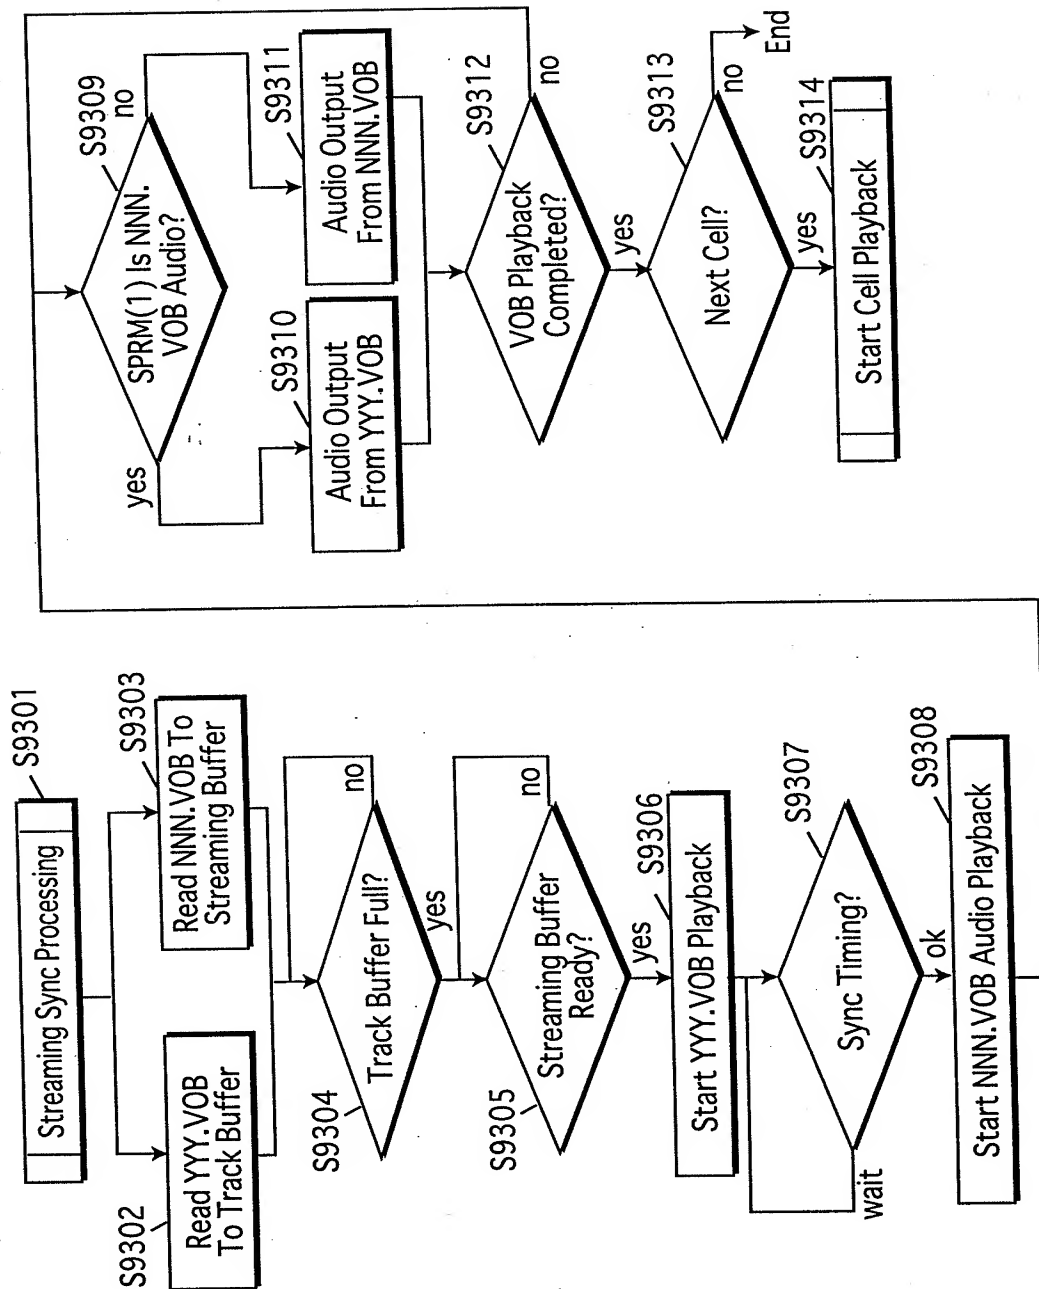 S9301
Streaming Sync Processing
S9302
Read YYY.VOB
To Track Buffer
S9303
Read NNN.VOB To
Streaming Buffer
S9304
Track Buffer Full?
no
yes
S9305
Streaming Buffer
Ready?
no
yes
S9306
Start YYY.VOB Playback
S9307
Sync Timing?
wait
ok
S9308
Start NNN.VOB Audio Playback
S9309
SPRM(1) Is NNN.
VOB Audio?
yes
no
S9310
Audio Output
From YYY.VOB
S9311
Audio Output
From NNN.VOB
S9312
VOB Playback
Completed?
no
yes
S9313
Next Cell?
no
End
yes
S9314
Start Cell Playback